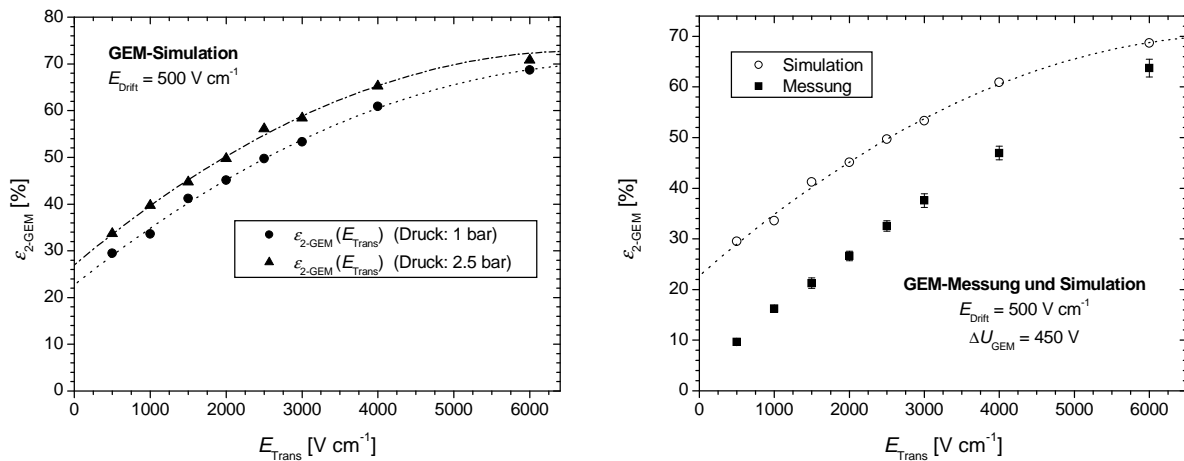 GEM-Simulation
E_Drift = 500 V cm⁻¹
80
70
60
50
40
30
20
10
0
ε_2-GEM [%]
ε_2-GEM (E_Trans) (Druck: 1 bar)
ε_2-GEM (E_Trans) (Druck: 2.5 bar)
0 1000 2000 3000 4000 5000 6000
E_Trans [V cm⁻¹]
Simulation
Messung
70
60
50
40
30
20
10
0
ε_2-GEM [%]
GEM-Messung und Simulation
E_Drift = 500 V cm⁻¹
ΔU_GEM = 450 V
0 1000 2000 3000 4000 5000 6000
E_Trans [V cm⁻¹]